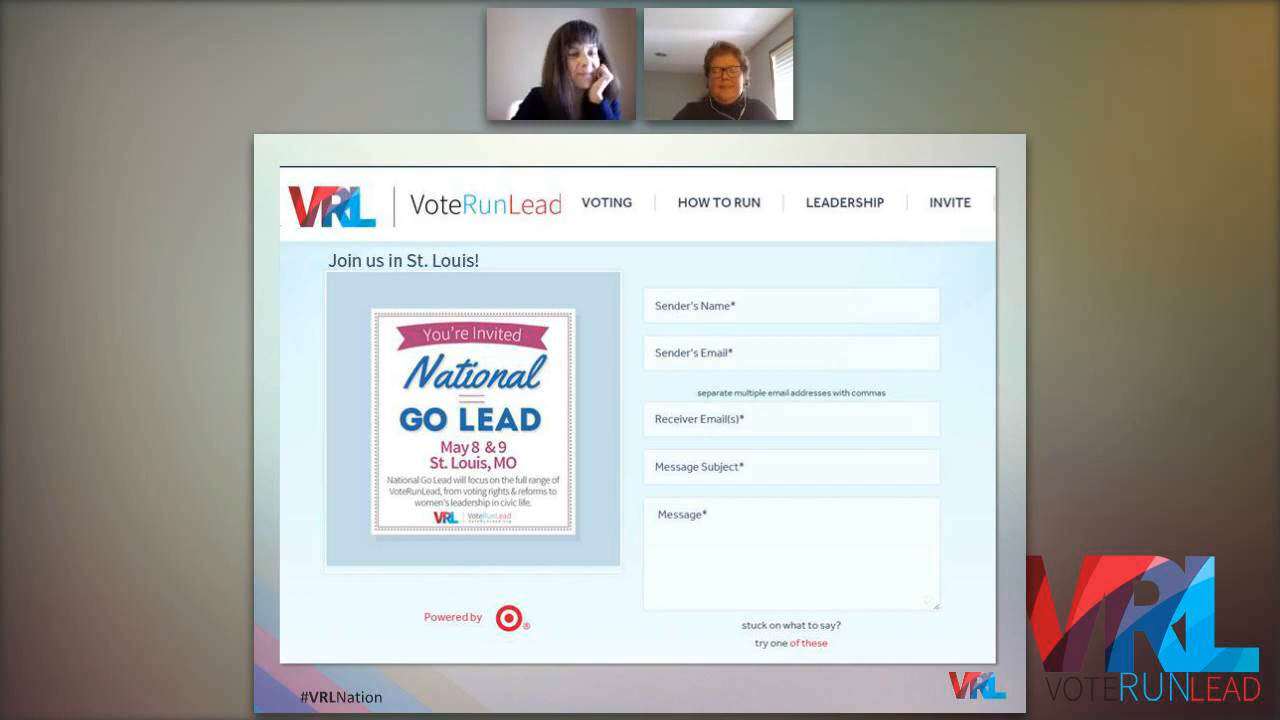 VRL
VoteRunLead
VOTING
HOW TO RUN
LEADERSHIP
INVITE
Join us in St. Louis!
You're Invited
National
GO LEAD
May 8 & 9
St. Louis, MO
National Go Lead will focus on the full range of
VoteRunLead, from voting rights & reforms to
women's leadership in civic life.
VRL
VoteRunLead
VoteRunLead.org
Powered by
®
Sender's Name*
Sender's Email*
separate multiple email addresses with commas
Receiver Email(s)*
Message Subject*
Message*
stuck on what to say?
try one of these
#VRLNation
VRL
VRL
VOTERUNLEAD